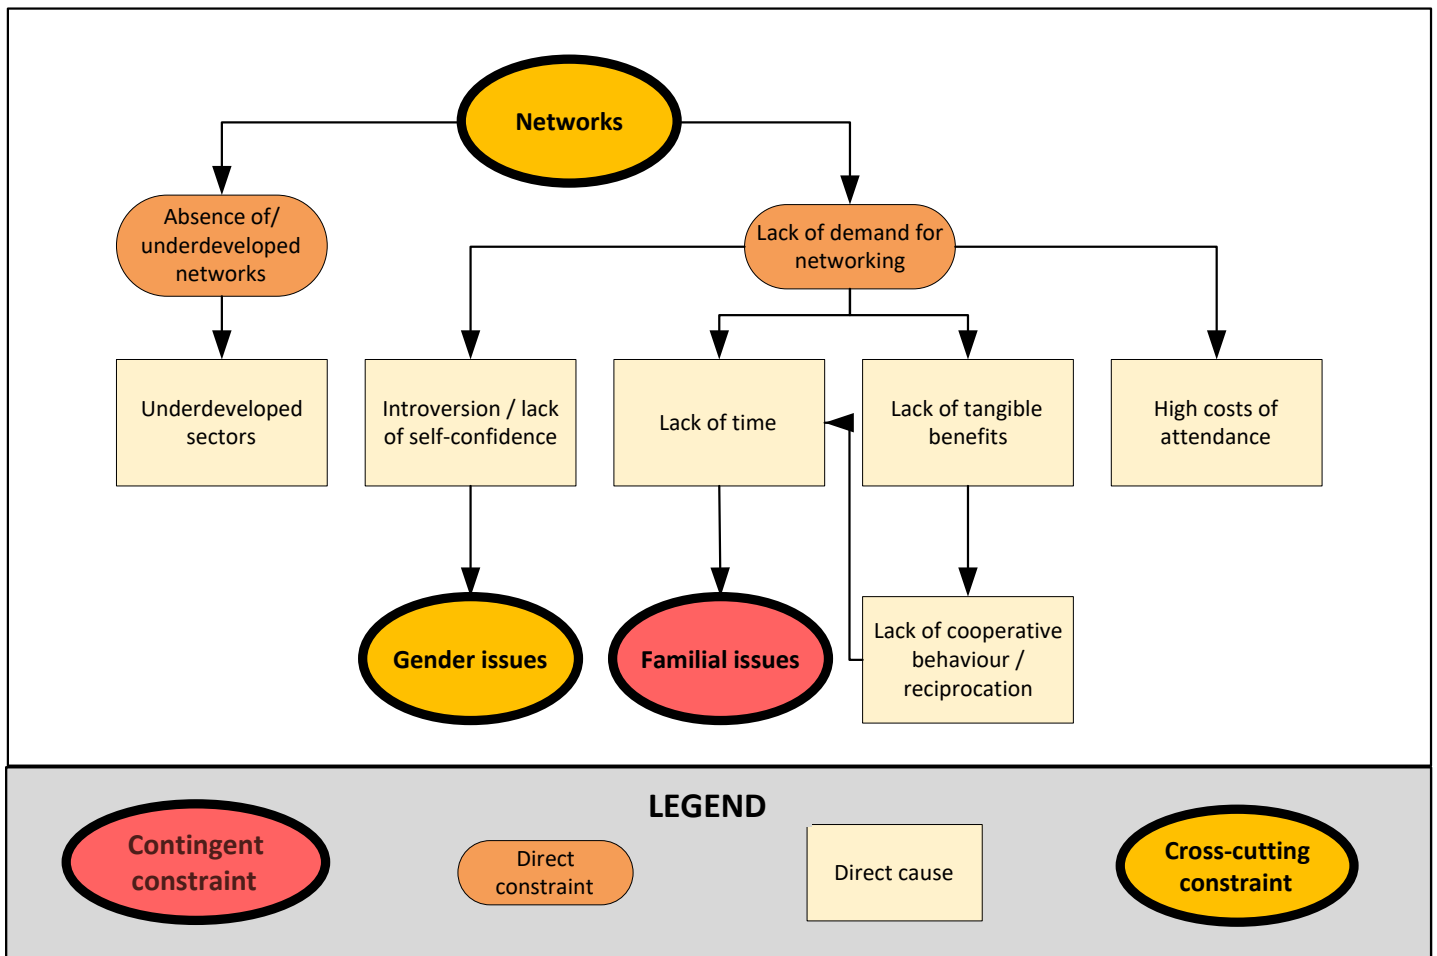 Networks
Absence of/
underdeveloped
networks
Lack of demand for
networking
Underdeveloped
sectors
Introversion / lack
of self-confidence
Lack of time
Lack of tangible
benefits
High costs of
attendance
Gender issues
Familial issues
Lack of cooperative
behaviour /
reciprocation
LEGEND
Contingent
constraint
Direct
constraint
Direct cause
Cross-cutting
constraint